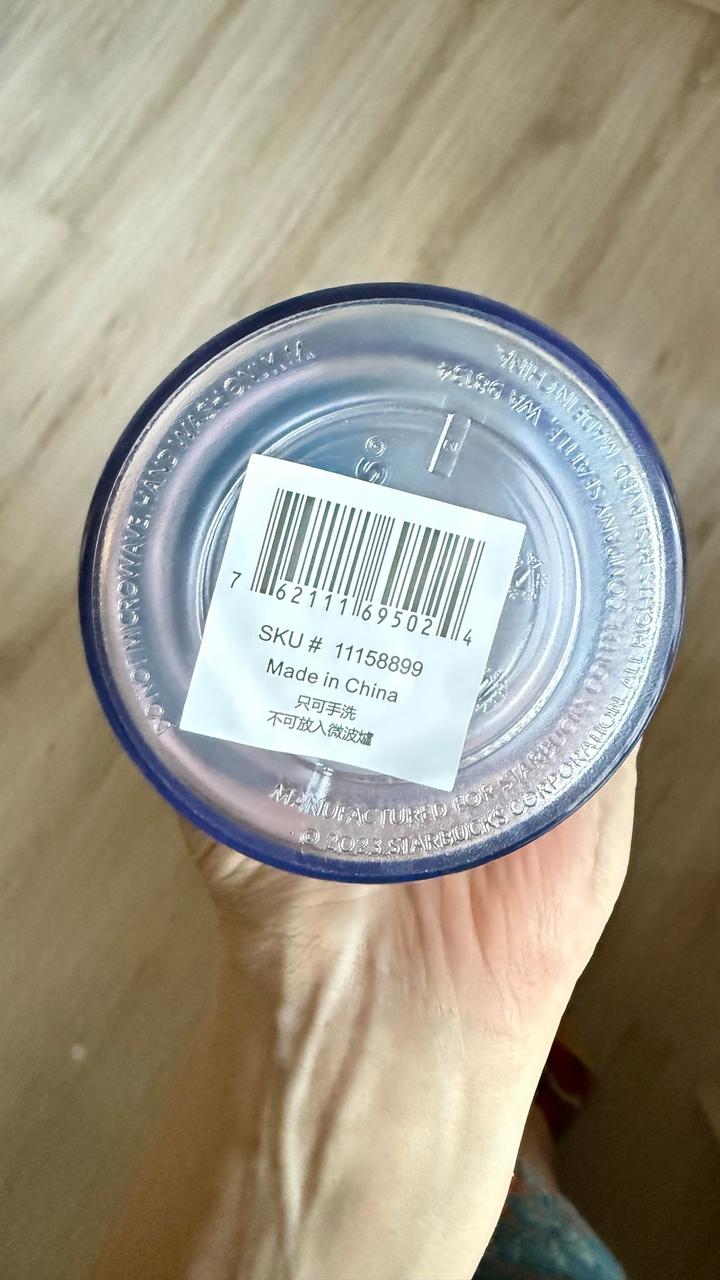 7 62111 69502 4
SKU # 11158899
Made in China
只可手洗
不可放入微波爐
DO NOT MICROWAVE. HAND WASH ONLY.
MANUFACTURED FOR STARBUCKS COFFEE COMPANY SEATTLE, WA 98134
© 2023 STARBUCKS CORPORATION. ALL RIGHTS RESERVED. MADE IN CHINA.